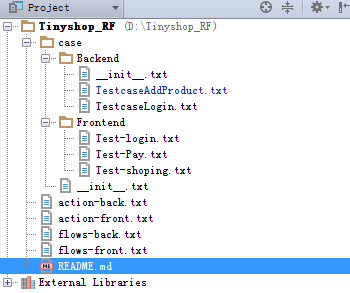 Project
Tinyshop_RF (D:\Tinyshop_RF)
case
Backend
__init__.txt
TestcaseAddProduct.txt
TestcaseLogin.txt
Frontend
Test-login.txt
Test-Pay.txt
Test-shoping.txt
__init__.txt
action-back.txt
action-front.txt
flows-back.txt
flows-front.txt
README.md
External Libraries